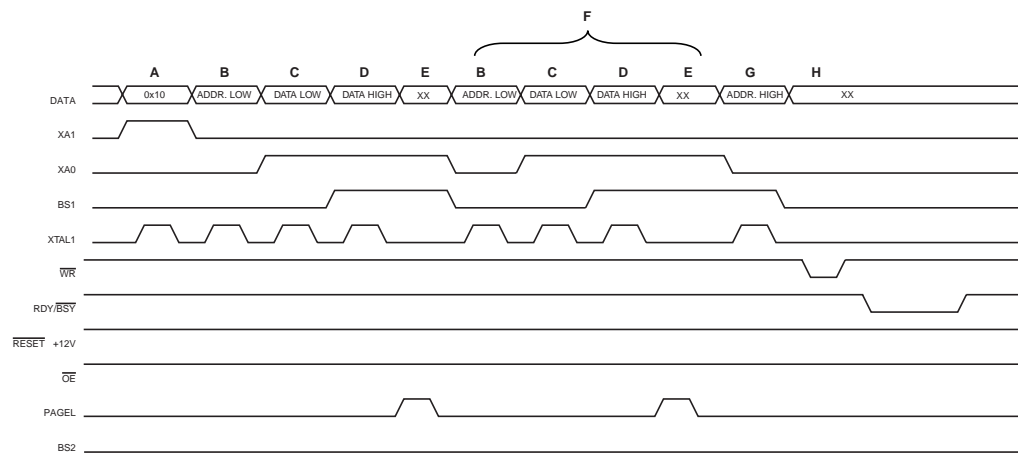 F
A B C D E B C D E G H
DATA 0x10 ADDR. LOW DATA LOW DATA HIGH XX ADDR. LOW DATA LOW DATA HIGH XX ADDR. HIGH XX
XA1
XA0
BS1
XTAL1
WR
RDY/BSY
RESET +12V
OE
PAGEL
BS2